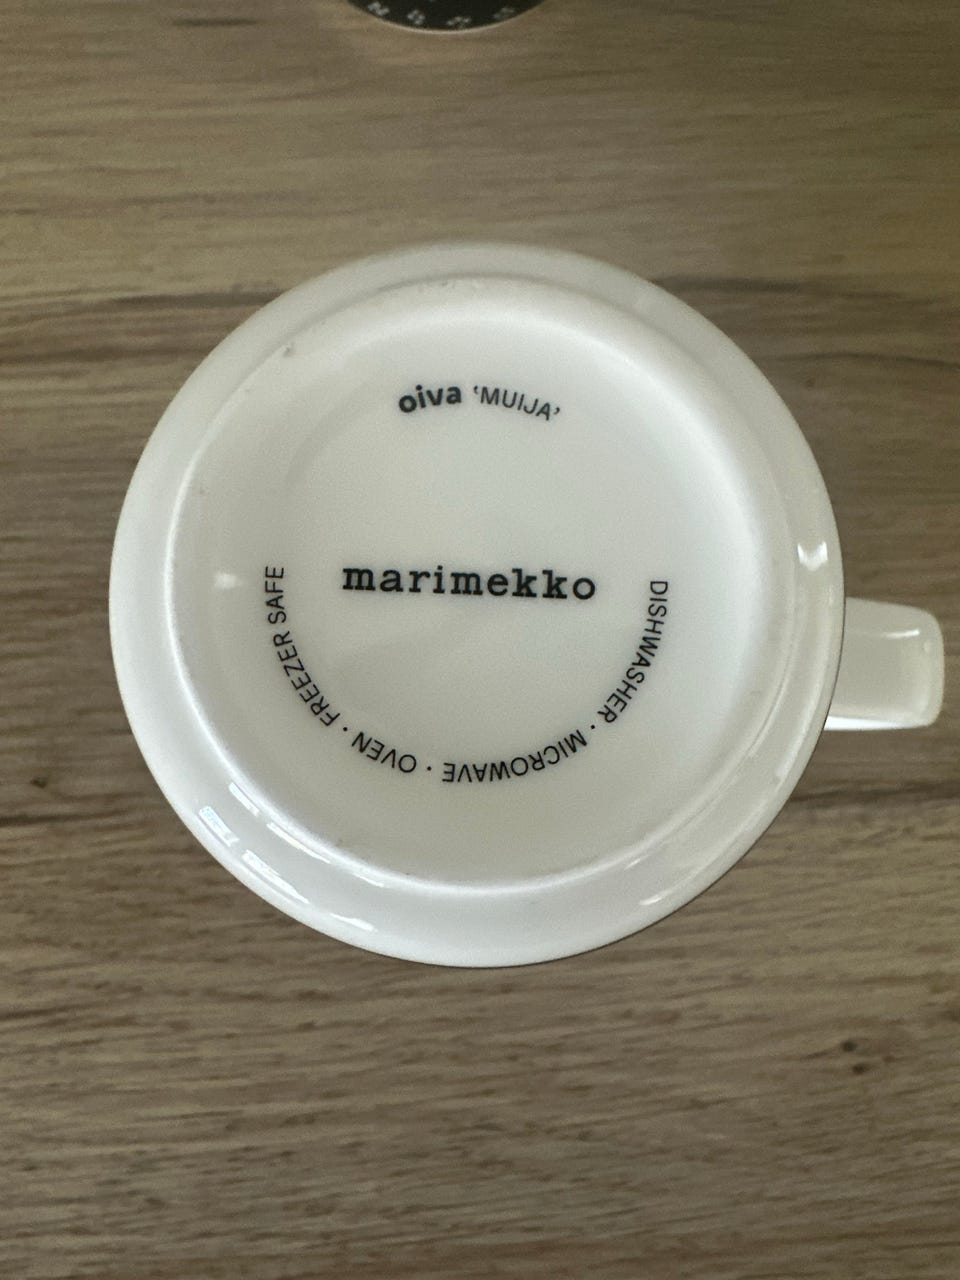 oiva ‘MUIJA’
marimekko
DISHWASHER · MICROWAVE · OVEN · FREEZER SAFE